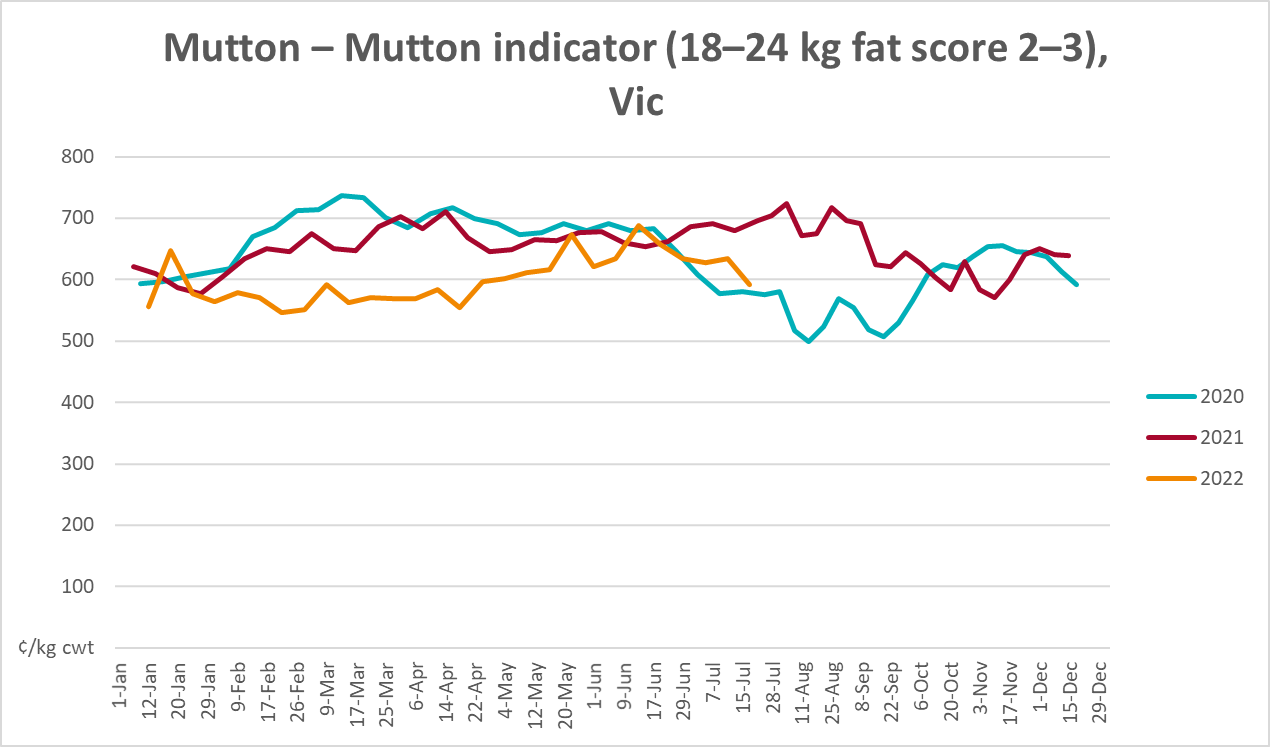 Mutton – Mutton indicator (18–24 kg fat score 2–3),
Vic
800
700
600
500
400
300
200
100
¢/kg cwt
2020
2021
2022
1-Jan
12-Jan
20-Jan
29-Jan
9-Feb
17-Feb
26-Feb
9-Mar
17-Mar
25-Mar
6-Apr
14-Apr
22-Apr
4-May
12-May
20-May
1-Jun
9-Jun
17-Jun
29-Jun
7-Jul
15-Jul
28-Jul
11-Aug
25-Aug
8-Sep
22-Sep
6-Oct
20-Oct
3-Nov
17-Nov
1-Dec
15-Dec
29-Dec